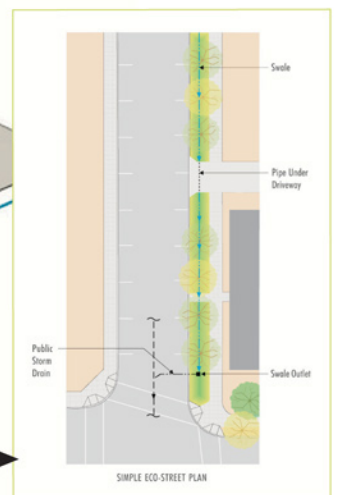 Swale
Pipe Under
Driveway
Public
Storm
Drain
Swale Outlet
SIMPLE ECO-STREET PLAN